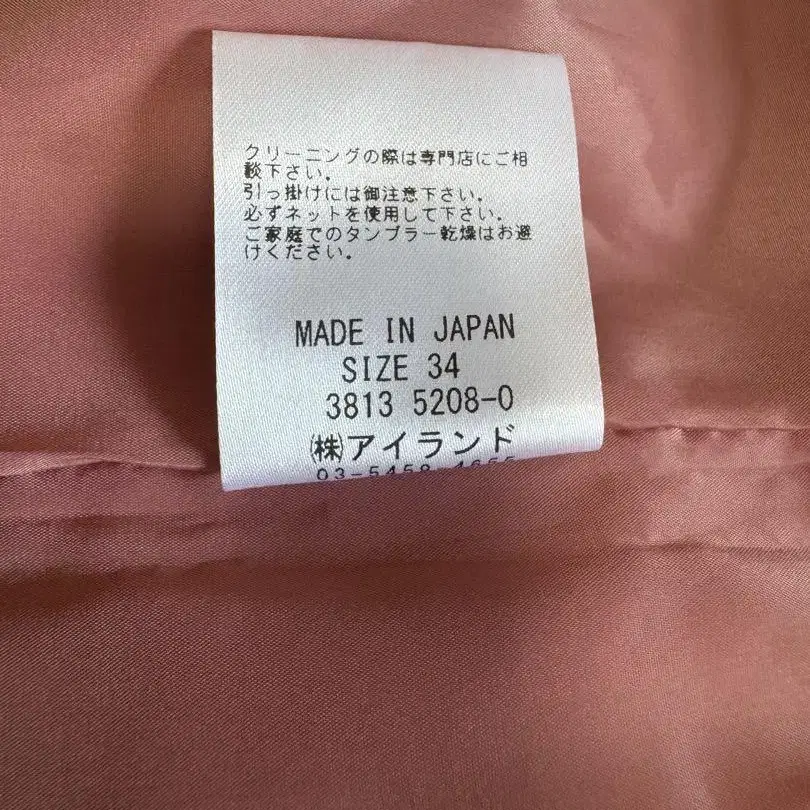 クリーニングの際は専門店にご相
談下さい.
引っ掛けには御注意下さい.
必ずネットを使用して下さい.
ご家庭でのタンブラー乾燥はお避
けください.
MADE IN JAPAN
SIZE 34
3813 5208-0
㈱アイランド
03-5458-4655